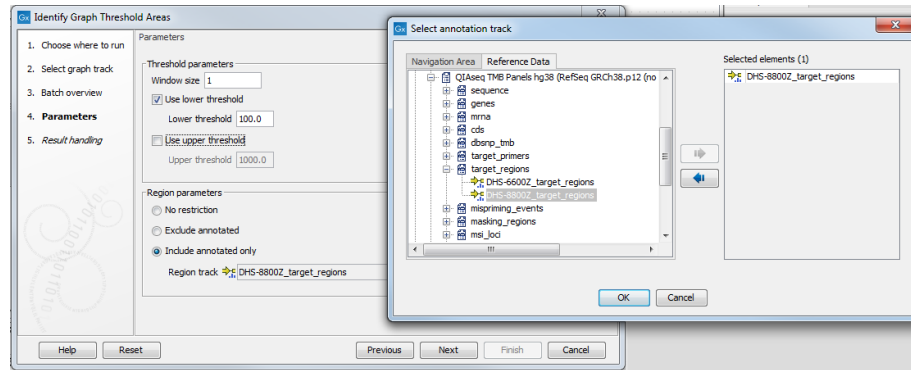 Gx Identify Graph Threshold Areas
1. Choose where to run
2. Select graph track
3. Batch overview
4. Parameters
5. Result handling
Parameters
Threshold parameters
Window size 1
Use lower threshold
Lower threshold 100.0
Use upper threshold
Upper threshold 1000.0
Region parameters
No restriction
Exclude annotated
Include annotated only
Region track DHS-8800Z_target_regions
Help Reset Previous Next Finish Cancel
Gx Select annotation track
Navigation Area Reference Data
QIAseq TMB Panels hg38 (RefSeq GRCh38.p12 (no
sequence
genes
mrna
cds
dbsnp_tmb
target_primers
target_regions
DHS-6600Z_target_regions
DHS-8800Z_target_regions
mispriming_events
masking_regions
msi_loci
Selected elements (1)
DHS-8800Z_target_regions
OK Cancel